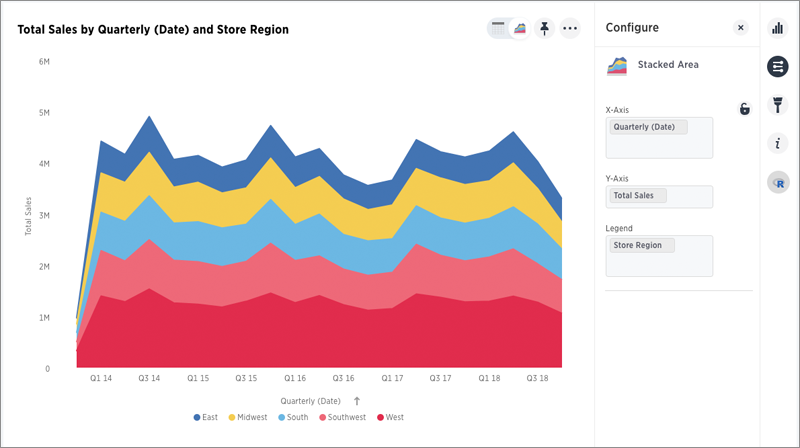 Total Sales by Quarterly (Date) and Store Region
6M
5M
4M
3M
2M
1M
0
Total Sales
Q1 14 Q3 14 Q1 15 Q3 15 Q1 16 Q3 16 Q1 17 Q3 17 Q1 18 Q3 18
Quarterly (Date)
East Midwest South Southwest West
Configure
Stacked Area
X-Axis
Quarterly (Date)
Y-Axis
Total Sales
Legend
Store Region
i
R